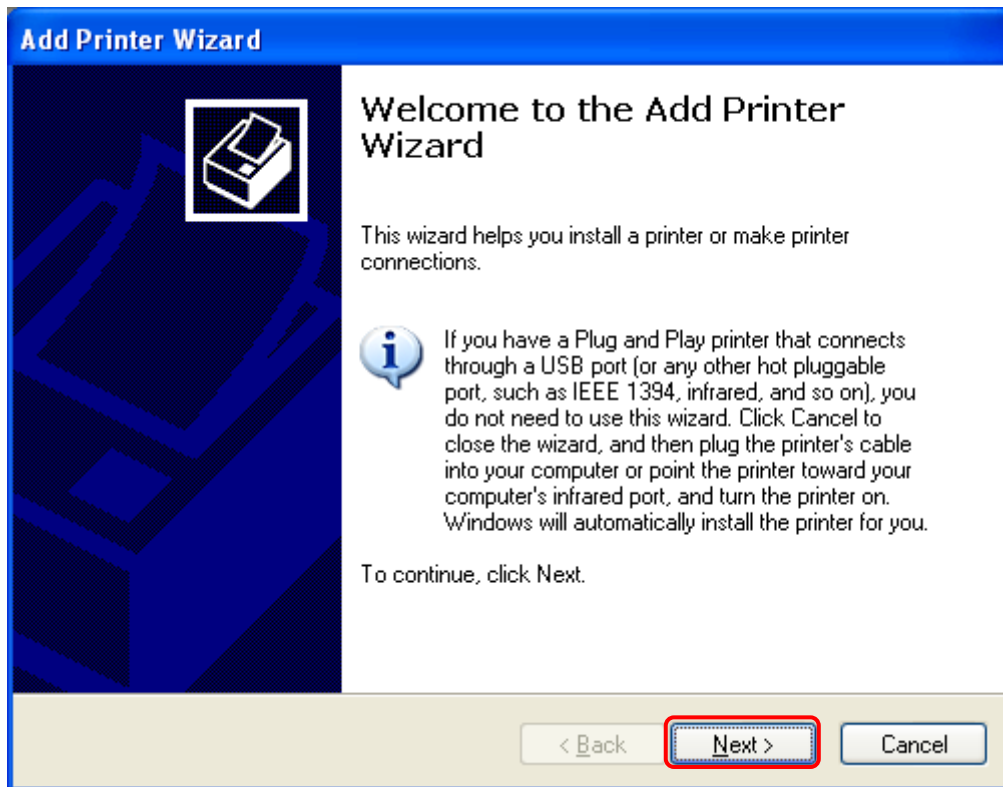 Add Printer Wizard
Welcome to the Add Printer
Wizard
This wizard helps you install a printer or make printer
connections.
If you have a Plug and Play printer that connects
through a USB port (or any other hot pluggable
port, such as IEEE 1394, infrared, and so on), you
do not need to use this wizard. Click Cancel to
close the wizard, and then plug the printer's cable
into your computer or point the printer toward your
computer's infrared port, and turn the printer on.
Windows will automatically install the printer for you.
To continue, click Next.
< Back Next > Cancel